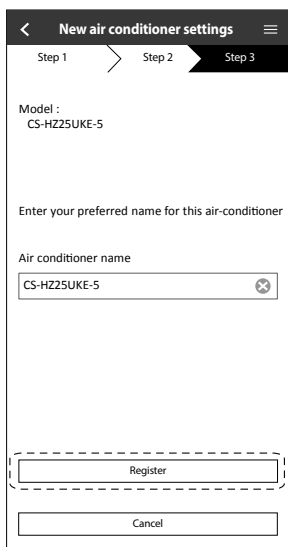 New air conditioner settings
Step 1 Step 2 Step 3
Model :
CS-HZ25UKE-5
Enter your preferred name for this air-conditioner
Air conditioner name
CS-HZ25UKE-5
Register
Cancel